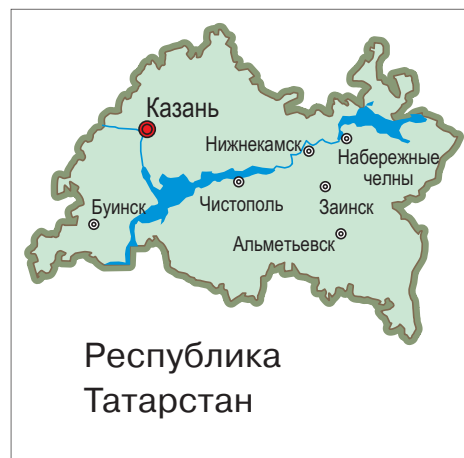 Казань
Нижнекамск
Набережные
челны
Буинск
Чистополь
Заинск
Альметьевск
Республика
Татарстан